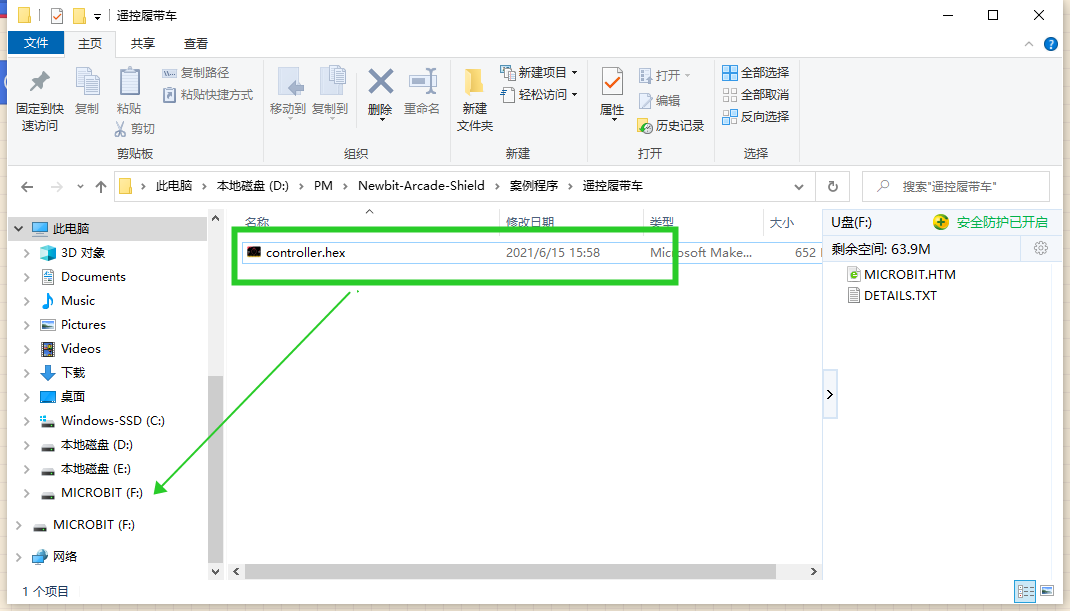 遥控履带车
文件 主页 共享 查看
固定到快速访问
复制
粘贴
复制路径
粘贴快捷方式
剪切
剪贴板
移动到
复制到
删除
重命名
组织
新建文件夹
新建项目
轻松访问
新建
属性
打开
编辑
历史记录
打开
全部选择
全部取消
反向选择
选择
此电脑 本地磁盘 (D:) PM Newbit-Arcade-Shield 案例程序 遥控履带车
搜索"遥控履带车"
此电脑
3D 对象
Documents
Music
Pictures
Videos
下载
桌面
Windows-SSD (C:)
本地磁盘 (D:)
本地磁盘 (E:)
MICROBIT (F:)
MICROBIT (F:)
网络
名称 修改日期 类型 大小
controller.hex 2021/6/15 15:58 Microsoft Make... 652
U盘(F:) 安全防护已开启
剩余空间: 63.9M
MICROBIT.HTM
DETAILS.TXT
1 个项目